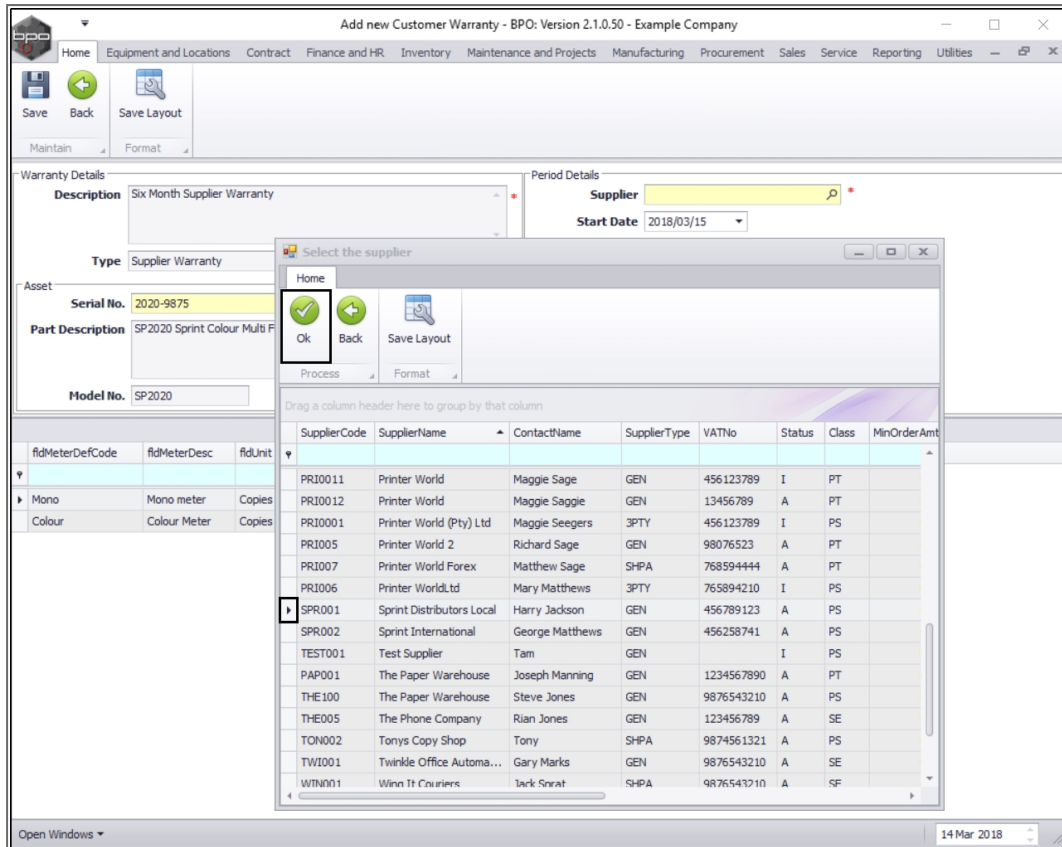 Add new Customer Warranty - BPO: Version 2.1.0.50 - Example Company
bpo
Home Equipment and Locations Contract Finance and HR Inventory Maintenance and Projects Manufacturing Procurement Sales Service Reporting Utilities
Save Back Save Layout
Maintain Format
Warranty Details Period Details
Description Six Month Supplier Warranty * Supplier *
Start Date 2018/03/15
Type Supplier Warranty
Asset
Serial No. 2020-9875
Part Description SP2020 Sprint Colour Multi F
Model No. SP2020
fldMeterDefCode fldMeterDesc fldUnit
Mono Mono meter Copies
Colour Colour Meter Copies
Select the supplier
Home
Ok Back Save Layout
Process Format
Drag a column header here to group by that column
SupplierCode SupplierName ContactName SupplierType VATNo Status Class MinOrderAmt
PRI0011 Printer World Maggie Sage GEN 456123789 I PT
PRI0012 Printer World Maggie Saggie GEN 13456789 A PT
PRI0001 Printer World (Pty) Ltd Maggie Seegers 3PTY 456123789 I PS
PRI005 Printer World 2 Richard Sage GEN 98076523 A PT
PRI007 Printer World Forex Matthew Sage SHPA 768594444 A PT
PRI006 Printer WorldLtd Mary Matthews 3PTY 765894210 I PS
SPR001 Sprint Distributors Local Harry Jackson GEN 456789123 A PS
SPR002 Sprint International George Matthews GEN 456258741 A PS
TEST001 Test Supplier Tam GEN I PS
PAP001 The Paper Warehouse Joseph Manning GEN 1234567890 A PT
THE100 The Paper Warehouse Steve Jones GEN 9876543210 A PS
THE005 The Phone Company Rian Jones GEN 123456789 A SE
TON002 Tonys Copy Shop Tony SHPA 9874561321 A PS
TWI001 Twinkle Office Automa... Gary Marks GEN 9876543210 A SE
WIN001 Wing It Couriers Jack Sprat SHPA 9876543210 A SE
Open Windows 14 Mar 2018